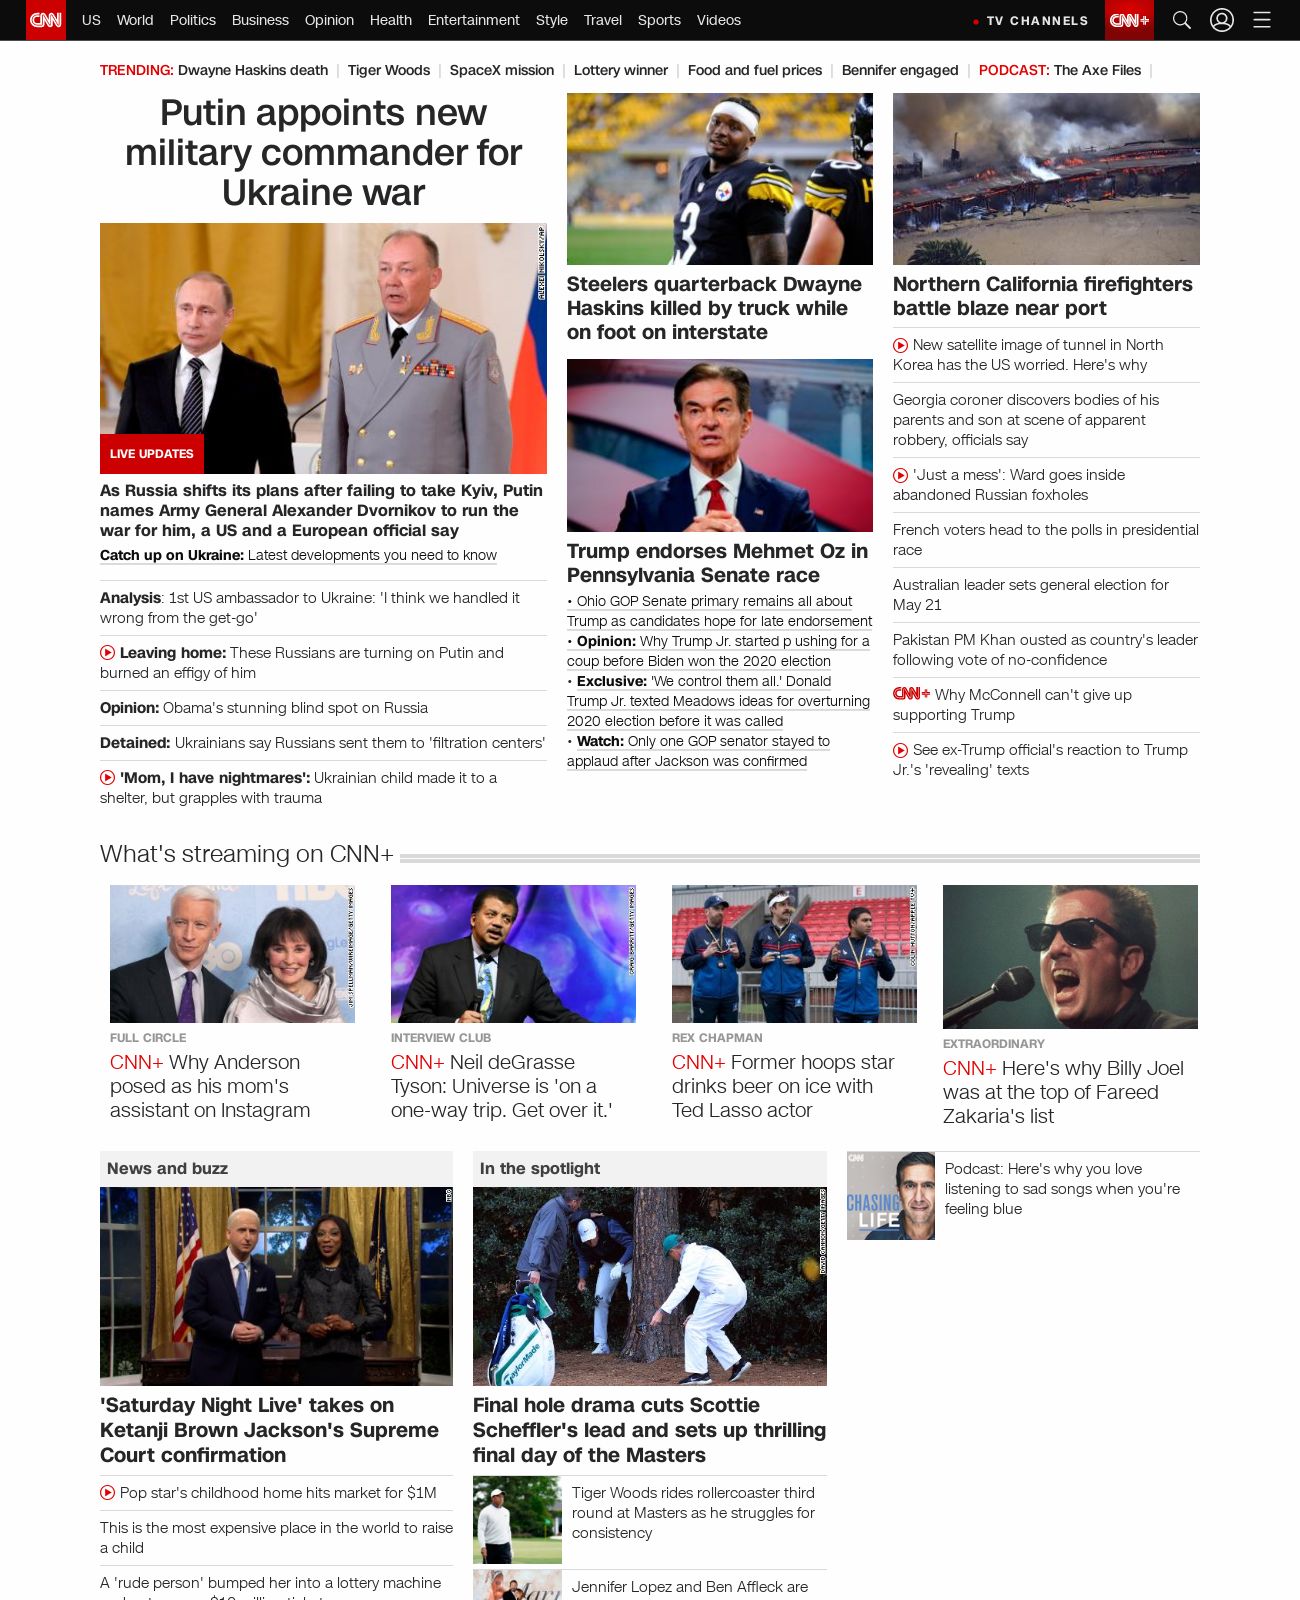 CNN US World Politics Business Opinion Health Entertainment Style Travel Sports Videos TV CHANNELS CNN+
TRENDING: Dwayne Haskins death Tiger Woods SpaceX mission Lottery winner Food and fuel prices Bennifer engaged PODCAST: The Axe Files
Putin appoints new
military commander for
Ukraine war
ALEXEI NIKOLSKY/AP
LIVE UPDATES
As Russia shifts its plans after failing to take Kyiv, Putin
names Army General Alexander Dvornikov to run the
war for him, a US and a European official say
Catch up on Ukraine: Latest developments you need to know
Analysis: 1st US ambassador to Ukraine: 'I think we handled it
wrong from the get-go'
Leaving home: These Russians are turning on Putin and
burned an effigy of him
Opinion: Obama's stunning blind spot on Russia
Detained: Ukrainians say Russians sent them to 'filtration centers'
'Mom, I have nightmares': Ukrainian child made it to a
shelter, but grapples with trauma
3
Steelers quarterback Dwayne
Haskins killed by truck while
on foot on interstate
Trump endorses Mehmet Oz in
Pennsylvania Senate race
• Ohio GOP Senate primary remains all about
Trump as candidates hope for late endorsement
• Opinion: Why Trump Jr. started p ushing for a
coup before Biden won the 2020 election
• Exclusive: 'We control them all.' Donald
Trump Jr. texted Meadows ideas for overturning
2020 election before it was called
• Watch: Only one GOP senator stayed to
applaud after Jackson was confirmed
Northern California firefighters
battle blaze near port
New satellite image of tunnel in North
Korea has the US worried. Here's why
Georgia coroner discovers bodies of his
parents and son at scene of apparent
robbery, officials say
'Just a mess': Ward goes inside
abandoned Russian foxholes
French voters head to the polls in presidential
race
Australian leader sets general election for
May 21
Pakistan PM Khan ousted as country's leader
following vote of no-confidence
CNN+ Why McConnell can't give up
supporting Trump
See ex-Trump official's reaction to Trump
Jr.'s 'revealing' texts
What's streaming on CNN+
JIM SPELLMAN/WIREIMAGE/GETTY IMAGES
FULL CIRCLE
CNN+ Why Anderson
posed as his mom's
assistant on Instagram
CRAIG BARRITT/GETTY IMAGES
INTERVIEW CLUB
CNN+ Neil deGrasse
Tyson: Universe is 'on a
one-way trip. Get over it.'
E
COLIN HUTTON/APPLE TV+
REX CHAPMAN
CNN+ Former hoops star
drinks beer on ice with
Ted Lasso actor
EXTRAORDINARY
CNN+ Here's why Billy Joel
was at the top of Fareed
Zakaria's list
News and buzz
'Saturday Night Live' takes on
Ketanji Brown Jackson's Supreme
Court confirmation
Pop star's childhood home hits market for $1M
This is the most expensive place in the world to raise
a child
A 'rude person' bumped her into a lottery machine
In the spotlight
TaylorMade
DAVID CANNON/GETTY IMAGES
Final hole drama cuts Scottie
Scheffler's lead and sets up thrilling
final day of the Masters
Tiger Woods rides rollercoaster third
round at Masters as he struggles for
consistency
Jennifer Lopez and Ben Affleck are
CNN
CHASING
LIFE
Podcast: Here's why you love
listening to sad songs when you're
feeling blue